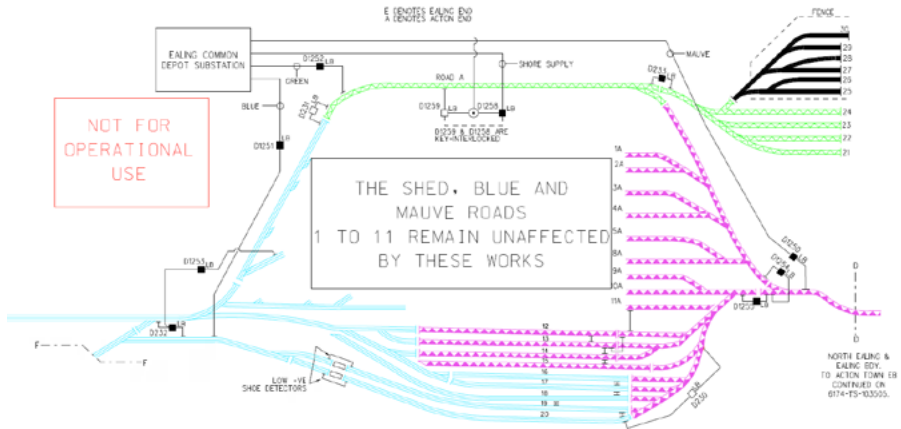 E DENOTES EALING END
A DENOTES ACTON END
EALING COMMON
DEPOT SUBSTATION
D1252 LB
GREEN
SHORE SUPPLY
MAUVE
FENCE
30
29
28
27
26
25
24
23
22
21
ROAD A
D233 LB
D231 LB
D1259 LB
D1258 LB
D1259 & D1258 ARE
KEY-INTERLOCKED
BLUE
D1251 LB
NOT FOR
OPERATIONAL
USE
THE SHED, BLUE AND
MAUVE ROADS
1 TO 11 REMAIN UNAFFECTED
BY THESE WORKS
1A
2A
3A
4A
5A
8A
9A
10A
11A
D1253 LB
D232 LB
D1250 LB
D1254 LB
D1255 LB
D
D
12
13
14
15
16
17
18
19
20
F
F
LOW -VE
SHOE DETECTORS
D230 LB
NORTH EALING &
EALING BDY.
TO ACTON TOWN EB
CONTINUED ON
6174-TS-103505.